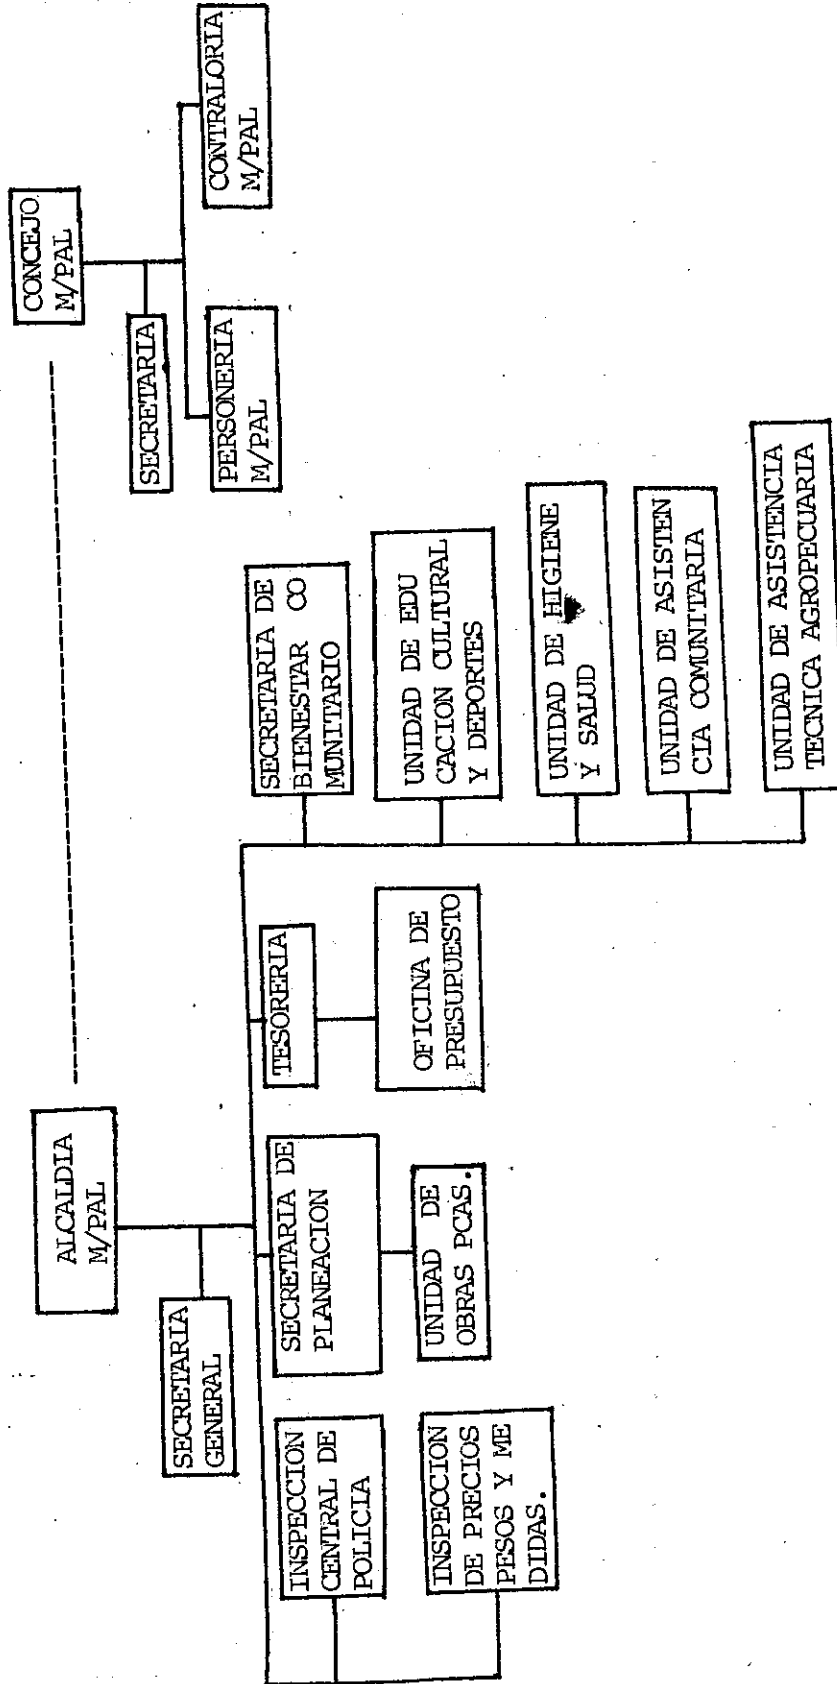 ALCALDIA
M/PAL
CONCEJO
M/PAL
SECRETARIA
GENERAL
SECRETARIA
PERSONERIA
M/PAL
CONTRALORIA
M/PAL
INSPECCION
CENTRAL DE
POLICIA
INSPECCION
DE PRECIOS
PESOS Y ME
DIDAS.
SECRETARIA DE
PLANEACION
UNIDAD DE
OBRAS PCAS.
TESORERIA
OFICINA DE
PRESUPUESTO
SECRETARIA DE
BIENESTAR CO
MUNITARIO
UNIDAD DE EDU
CACION CULTURAL
Y DEPORTES
UNIDAD DE HIGIENE
Y SALUD
UNIDAD DE ASISTEN
CIA COMUNITARIA
UNIDAD DE ASISTENCIA
TECNICA AGROPECUARIA